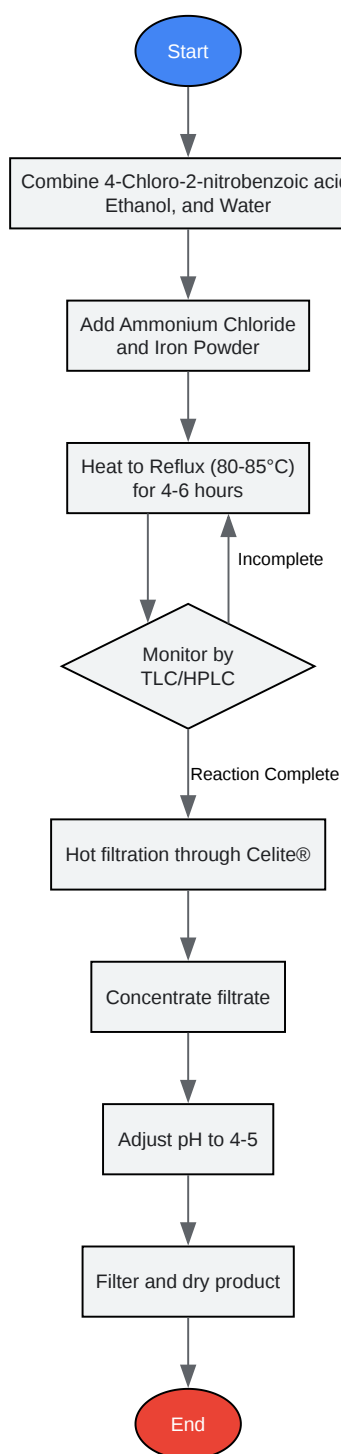 Start
Combine 4-Chloro-2-nitrobenzoic acid
Ethanol, and Water
Add Ammonium Chloride
and Iron Powder
Heat to Reflux (80-85°C)
for 4-6 hours
Incomplete
Monitor by
TLC/HPLC
Reaction Complete
Hot filtration through Celite®
Concentrate filtrate
Adjust pH to 4-5
Filter and dry product
End